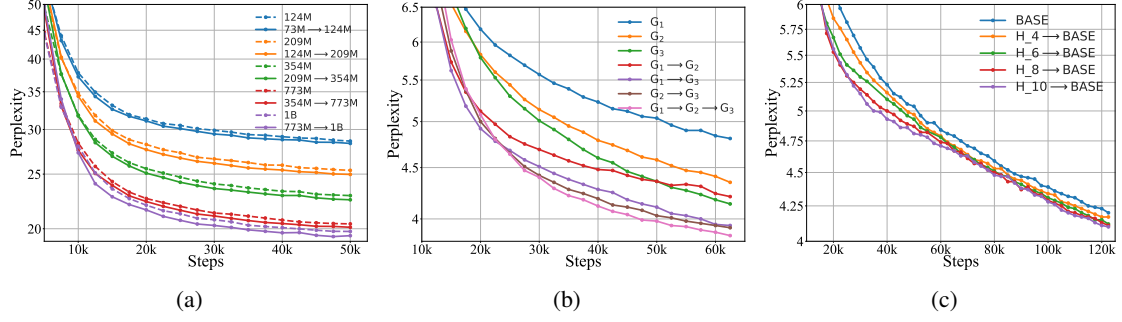 50
40
30
25
20
Perplexity
10k
20k
30k
40k
50k
Steps
124M
73M → 124M
209M
124M → 209M
354M
209M → 354M
773M
354M → 773M
1B
773M → 1B
(a)
6.5
6
5.5
5
4.5
4
Perplexity
10k
20k
30k
40k
50k
60k
Steps
G₁
G₂
G₃
G₁ → G₂
G₁ → G₃
G₂ → G₃
G₁ → G₂ → G₃
(b)
6
5.75
5.5
5.25
5
4.75
4.5
4.25
4
Perplexity
20k
40k
60k
80k
100k
120k
Steps
BASE
H_4 → BASE
H_6 → BASE
H_8 → BASE
H_10 → BASE
(c)